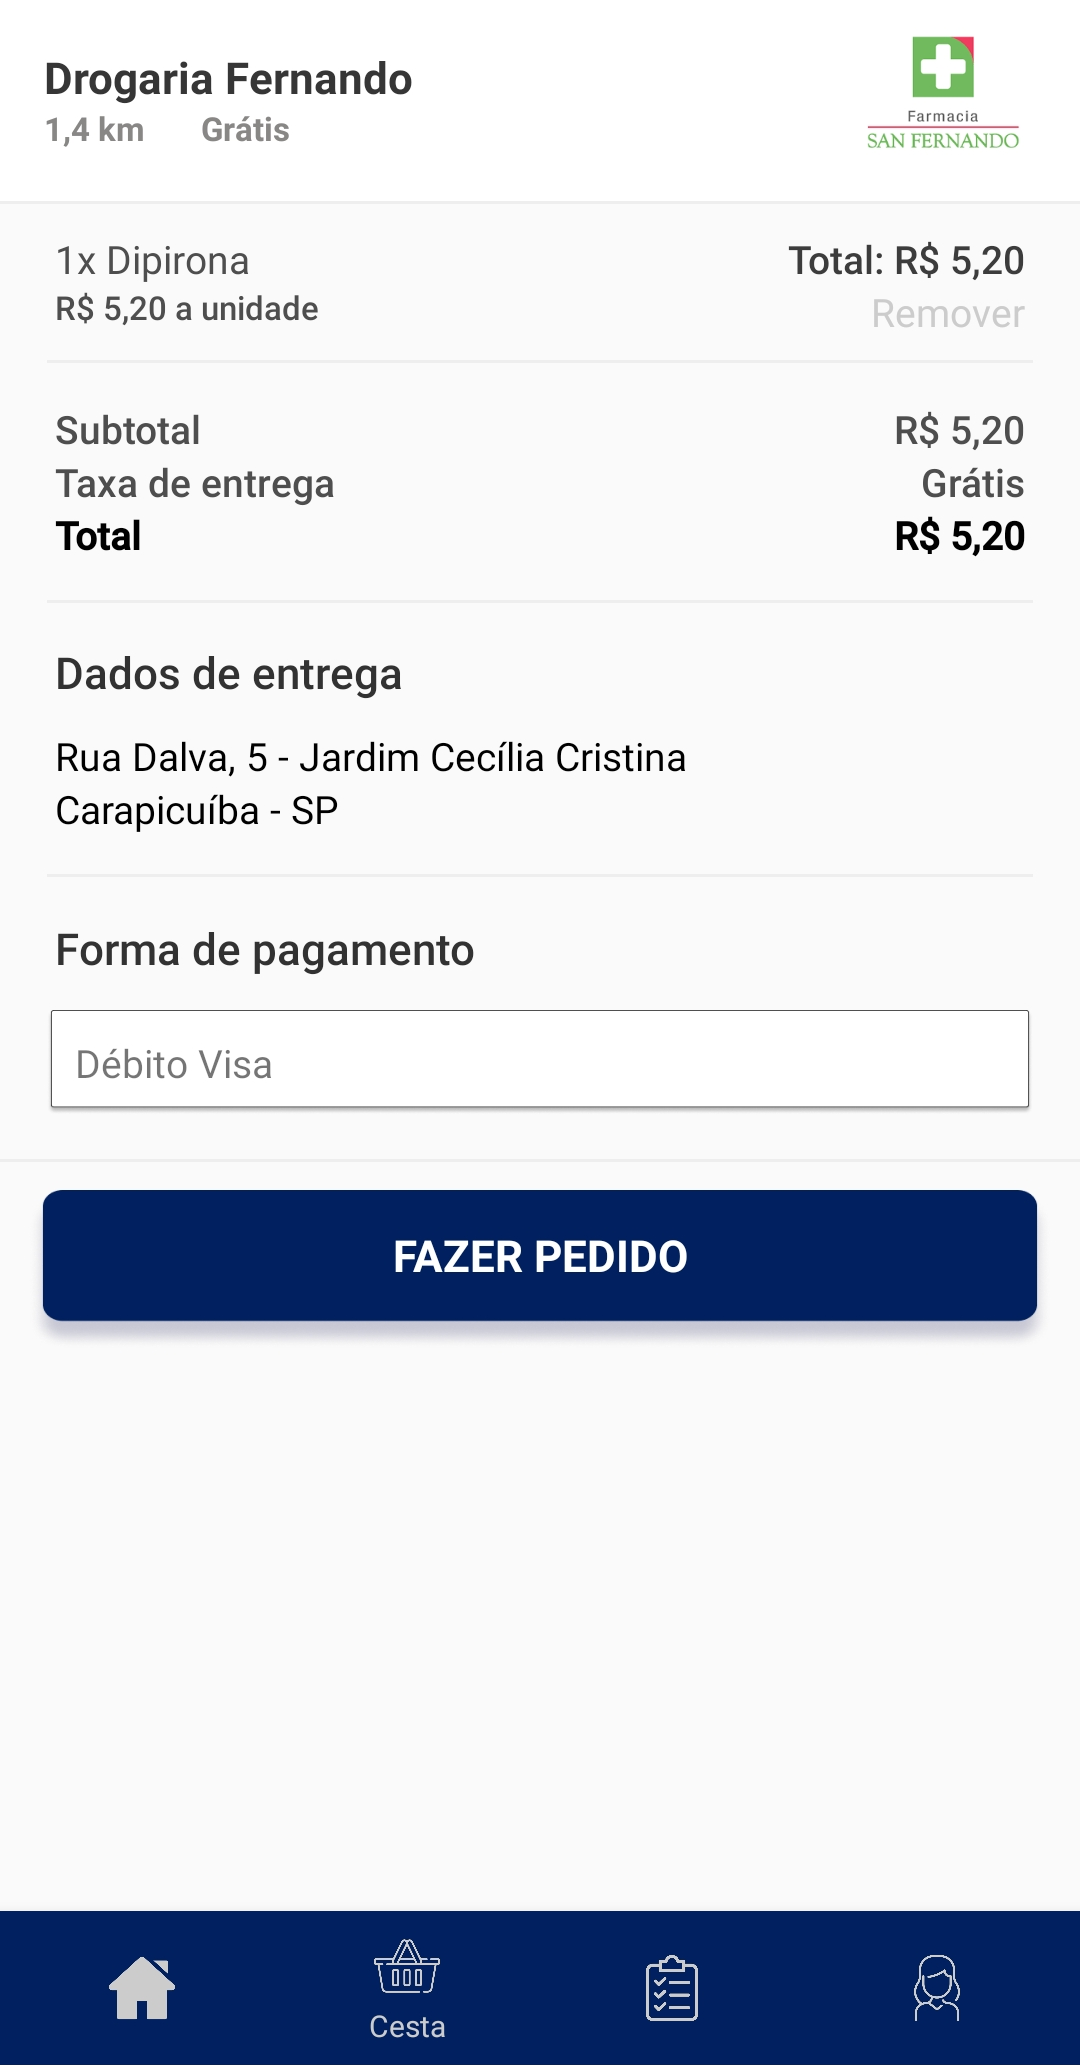 Drogaria Fernando
1,4 km Grátis
Farmacia
SAN FERNANDO
1x Dipirona Total: R$ 5,20
R$ 5,20 a unidade Remover
Subtotal R$ 5,20
Taxa de entrega Grátis
Total R$ 5,20
Dados de entrega
Rua Dalva, 5 - Jardim Cecília Cristina
Carapicuíba - SP
Forma de pagamento
Débito Visa
FAZER PEDIDO
Cesta